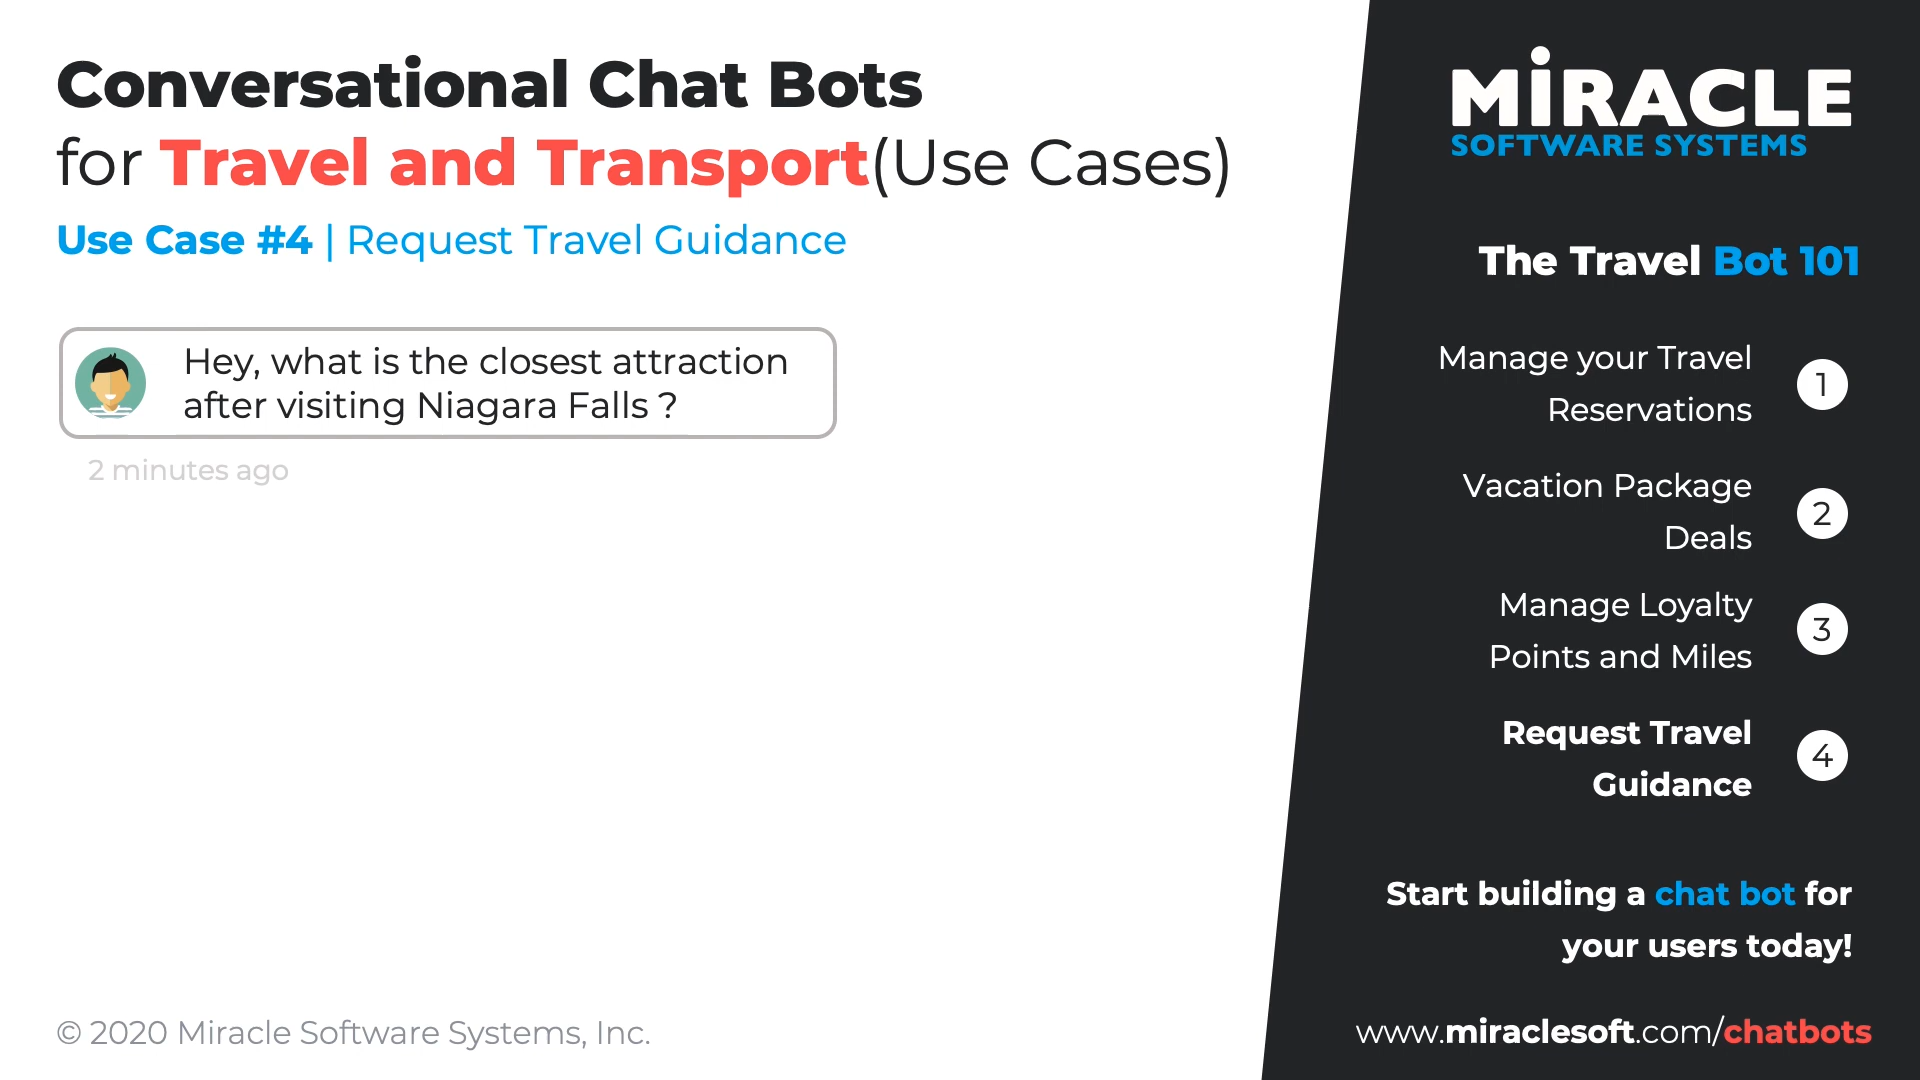 Conversational Chat Bots
for Travel and Transport(Use Cases)
Use Case #4 | Request Travel Guidance
Hey, what is the closest attraction
after visiting Niagara Falls ?
2 minutes ago
© 2020 Miracle Software Systems, Inc.
MiRACLE
SOFTWARE SYSTEMS
The Travel Bot 101
Manage your Travel
Reservations
1
Vacation Package
Deals
2
Manage Loyalty
Points and Miles
3
Request Travel
Guidance
4
Start building a chat bot for
your users today!
www.miraclesoft.com/chatbots